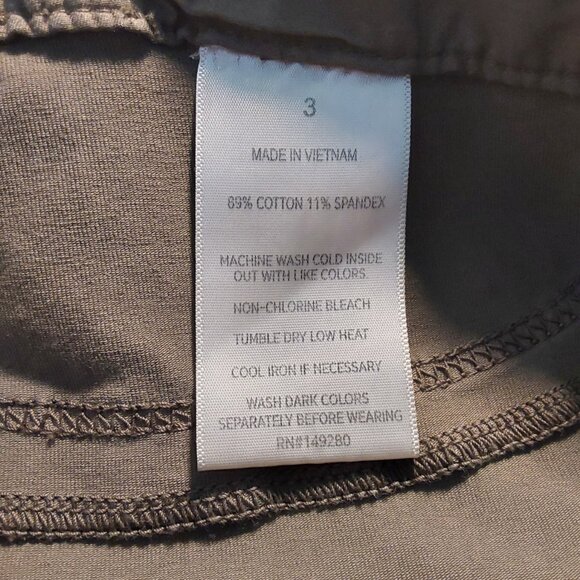 3
MADE IN VIETNAM
89% COTTON 11% SPANDEX
MACHINE WASH COLD INSIDE
OUT WITH LIKE COLORS.
NON-CHLORINE BLEACH
TUMBLE DRY LOW HEAT
COOL IRON IF NECESSARY
WASH DARK COLORS
SEPARATELY BEFORE WEARING
RN#149280